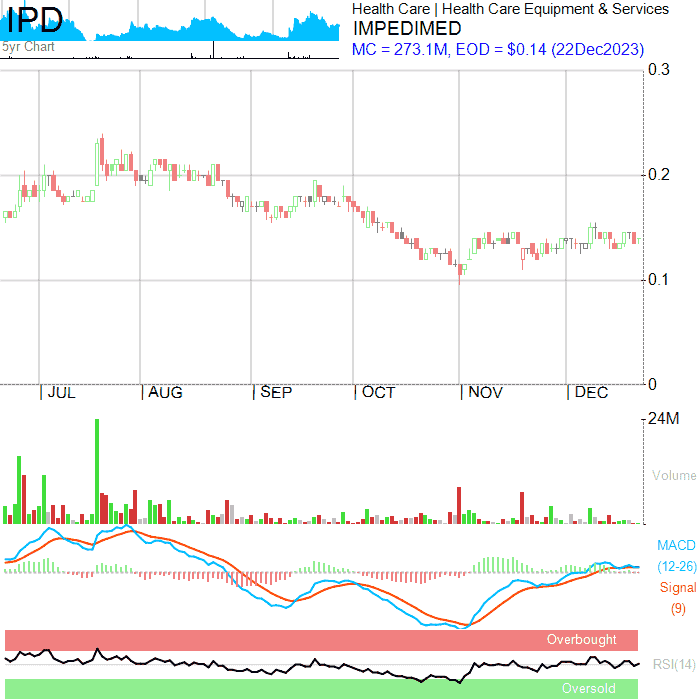 IPD
5yr Chart
Health Care | Health Care Equipment & Services
IMPEDIMED
MC = 273.1M, EOD = $0.14 (22Dec2023)
0.3
0.2
0.1
0
| JUL | AUG | SEP | OCT | NOV | DEC
24M
Volume
MACD
(12-26)
Signal
(9)
Overbought
RSI(14)
Oversold